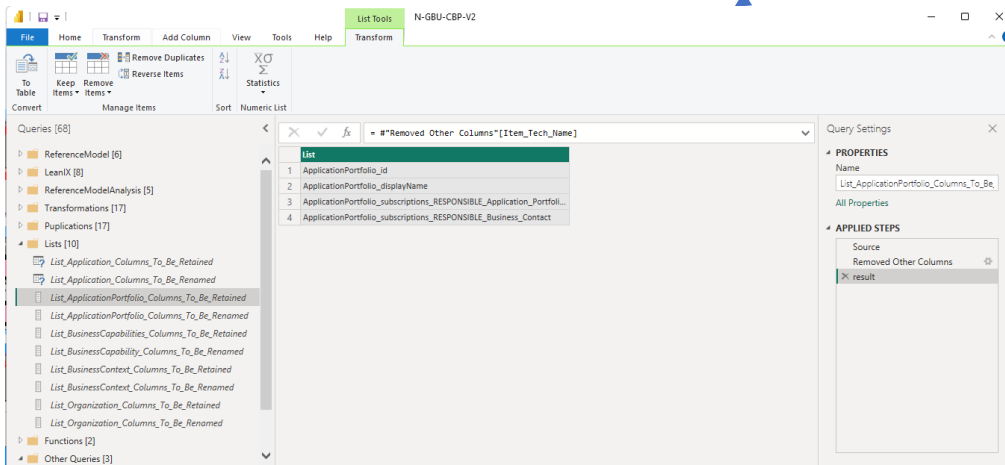 List Tools
N-GBU-CBP-V2
File Home Transform Add Column View Tools Help Transform
To Table
Keep Items
Remove Items
Remove Duplicates
Reverse Items
Statistics
Convert Manage Items Sort Numeric List
Queries [68]
fx = #"Removed Other Columns"[Item_Tech_Name]
Query Settings
ReferenceModel [6]
LeanIX [8]
ReferenceModelAnalysis [5]
Transformations [17]
Puplications [17]
Lists [10]
List_Application_Columns_To_Be_Retained
List_Application_Columns_To_Be_Renamed
List_ApplicationPortfolio_Columns_To_Be_Retained
List_ApplicationPortfolio_Columns_To_Be_Renamed
List_BusinessCapabilities_Columns_To_Be_Retained
List_BusinessCapability_Columns_To_Be_Renamed
List_BusinessContext_Columns_To_Be_Retained
List_BusinessContext_Columns_To_Be_Renamed
List_Organization_Columns_To_Be_Retained
List_Organization_Columns_To_Be_Renamed
Functions [2]
Other Queries [3]
List
1 ApplicationPortfolio_id
2 ApplicationPortfolio_displayName
3 ApplicationPortfolio_subscriptions_RESPONSIBLE_Application_Portfoli...
4 ApplicationPortfolio_subscriptions_RESPONSIBLE_Business_Contact
PROPERTIES
Name
List_ApplicationPortfolio_Columns_To_Be_
All Properties
APPLIED STEPS
Source
Removed Other Columns
result